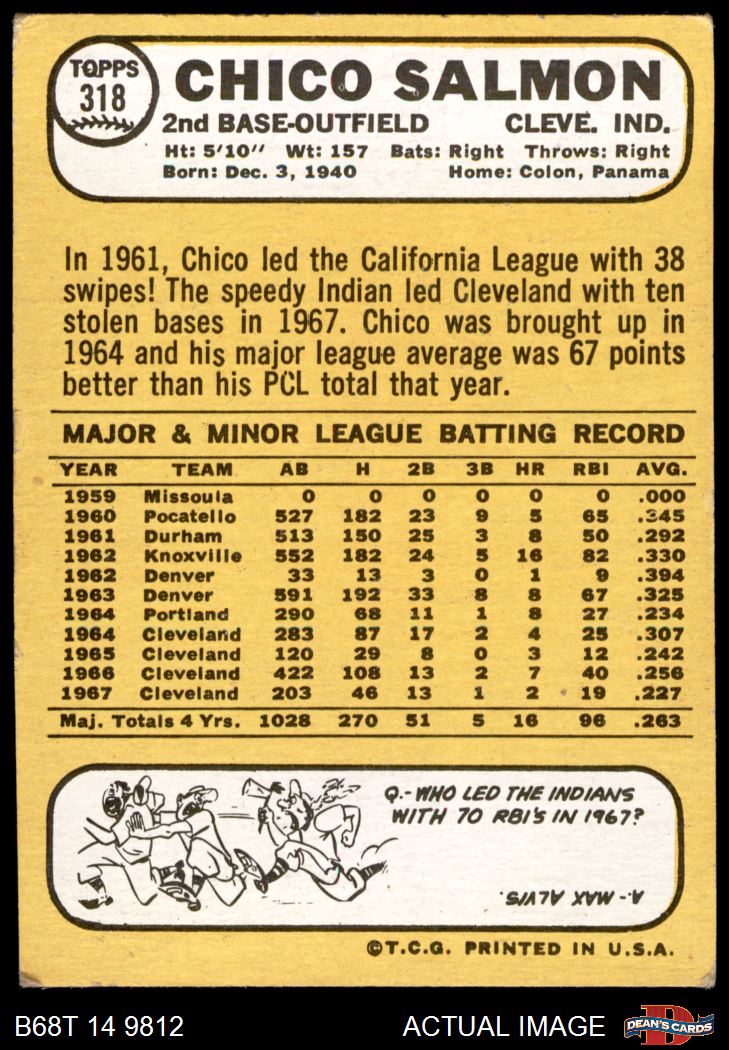 TOPPS
318
CHICO SALMON
2nd BASE-OUTFIELD CLEVE. IND.
Ht: 5'10" Wt: 157 Bats: Right Throws: Right
Born: Dec. 3, 1940 Home: Colon, Panama
In 1961, Chico led the California League with 38
swipes! The speedy Indian led Cleveland with ten
stolen bases in 1967. Chico was brought up in
1964 and his major league average was 67 points
better than his PCL total that year.
MAJOR & MINOR LEAGUE BATTING RECORD
YEAR TEAM AB H 2B 3B HR RBI AVG.
1959 Missoula 0 0 0 0 0 0 .000
1960 Pocatello 527 182 23 9 5 65 .345
1961 Durham 513 150 25 3 8 50 .292
1962 Knoxville 552 182 24 5 16 82 .330
1962 Denver 33 13 3 0 1 9 .394
1963 Denver 591 192 33 8 8 67 .325
1964 Portland 290 68 11 1 8 27 .234
1964 Cleveland 283 87 17 2 4 25 .307
1965 Cleveland 120 29 8 0 3 12 .242
1966 Cleveland 422 108 13 2 7 40 .256
1967 Cleveland 203 46 13 1 2 19 .227
Maj. Totals 4 Yrs. 1028 270 51 5 16 96 .263
Q.-WHO LED THE INDIANS
WITH 70 RBI'S IN 1967?
A.- MAX ALVIS.
©T.C.G. PRINTED IN U.S.A.
B68T 14 9812 ACTUAL IMAGE DEAN'S CARDS